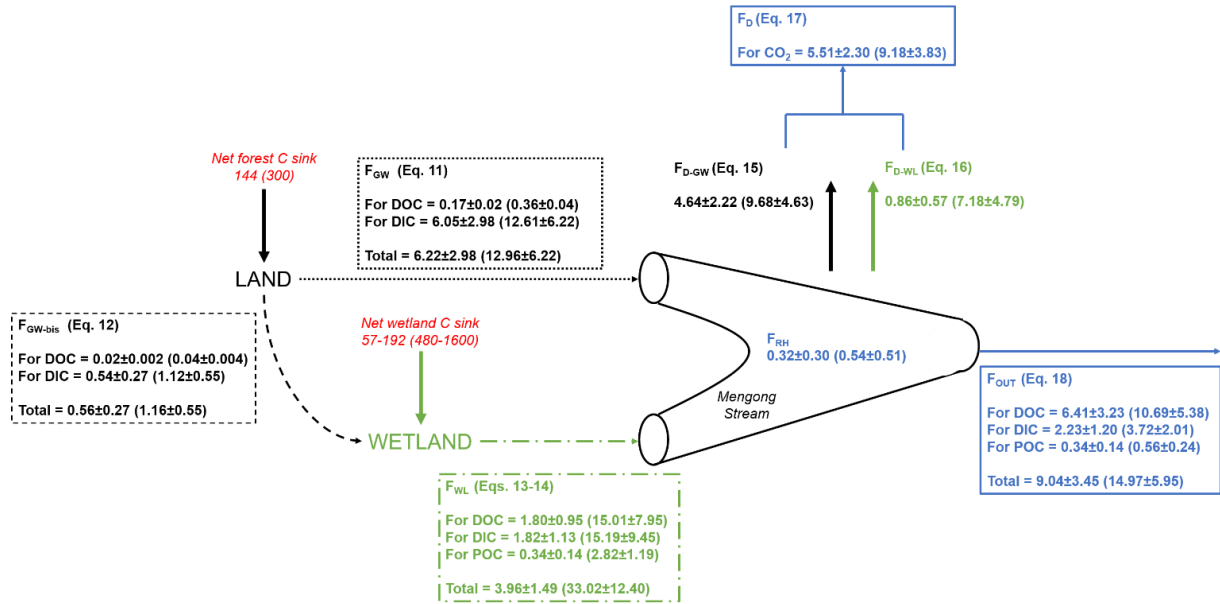 F_D (Eq. 17)
For CO₂ = 5.51±2.30 (9.18±3.83)
Net forest C sink
144 (300)
F_GW (Eq. 11)
For DOC = 0.17±0.02 (0.36±0.04)
For DIC = 6.05±2.98 (12.61±6.22)
Total = 6.22±2.98 (12.96±6.22)
F_D-GW (Eq. 15)
4.64±2.22 (9.68±4.63)
F_D-WL (Eq. 16)
0.86±0.57 (7.18±4.79)
LAND
F_GW-bis (Eq. 12)
For DOC = 0.02±0.002 (0.04±0.004)
For DIC = 0.54±0.27 (1.12±0.55)
Total = 0.56±0.27 (1.16±0.55)
Net wetland C sink
57-192 (480-1600)
F_RH
0.32±0.30 (0.54±0.51)
Mengong
Stream
WETLAND
F_OUT (Eq. 18)
For DOC = 6.41±3.23 (10.69±5.38)
For DIC = 2.23±1.20 (3.72±2.01)
For POC = 0.34±0.14 (0.56±0.24)
Total = 9.04±3.45 (14.97±5.95)
F_WL (Eqs. 13-14)
For DOC = 1.80±0.95 (15.01±7.95)
For DIC = 1.82±1.13 (15.19±9.45)
For POC = 0.34±0.14 (2.82±1.19)
Total = 3.96±1.49 (33.02±12.40)